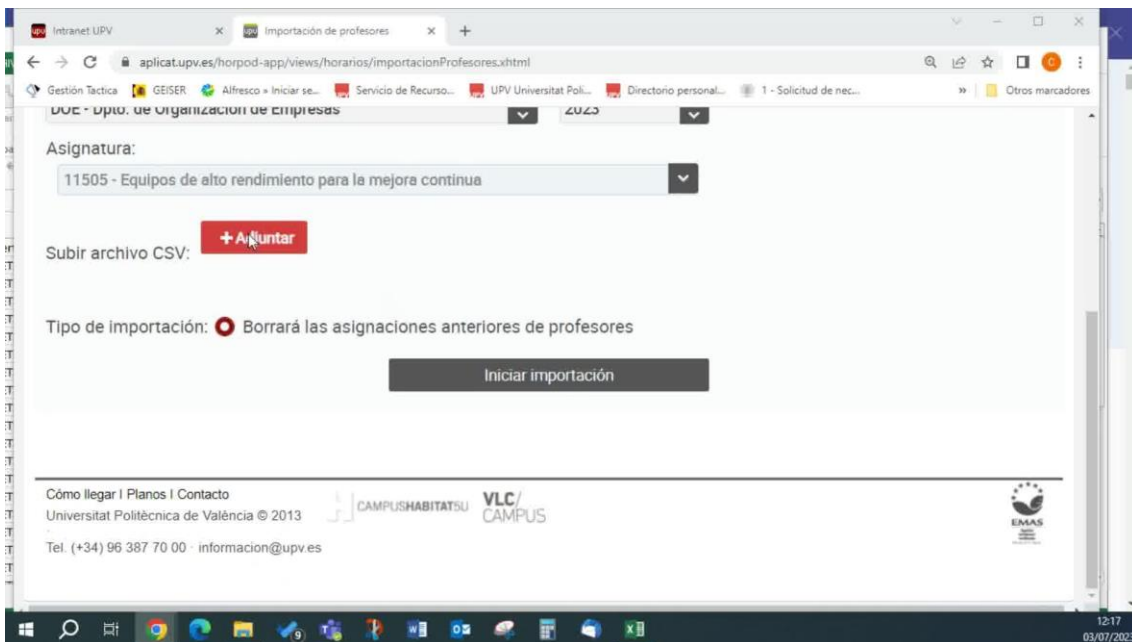 Intranet UPV
Importación de profesores
aplicat.upv.es/horpod-app/views/horarios/importacionProfesores.xhtml
Gestión Tactica GEISER Alfresco » Iniciar se... Servicio de Recurso... UPV Universitat Poli... Directorio personal... 1 - Solicitud de nec... » Otros marcadores
DOE - Dpto. de Organización de Empresas 2023
Asignatura:
11505 - Equipos de alto rendimiento para la mejora continua
+ Adjuntar
Subir archivo CSV:
Tipo de importación: Borrará las asignaciones anteriores de profesores
Iniciar importación
Cómo llegar I Planos I Contacto
Universitat Politècnica de València © 2013
Tel. (+34) 96 387 70 00 · informacion@upv.es
CAMPUSHABITAT5U
VLC/
CAMPUS
EMAS
12:17